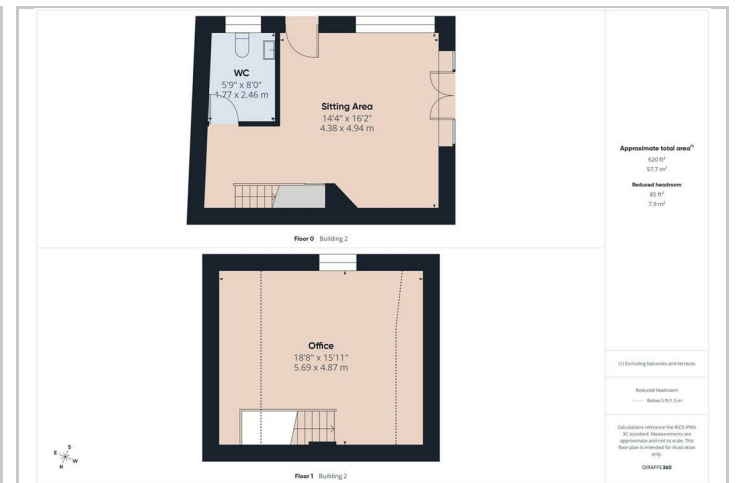 WC
5'9" x 8'0"
1.77 x 2.46 m
Sitting Area
14'4" x 16'2"
4.38 x 4.94 m
Floor 0 Building 2
Office
18'8" x 15'11"
5.69 x 4.87 m
Floor 1 Building 2
S
E
W
N
Approximate total area(1)
620 ft²
57.7 m²
Reduced headroom
85 ft²
7.9 m²
(1) Excluding balconies and terraces
Reduced headroom
Below 5 ft/1.5 m
Calculations reference the RICS IPMS
3C standard. Measurements are
approximate and not to scale. This
floor plan is intended for illustration
only.
GIRAFFE360